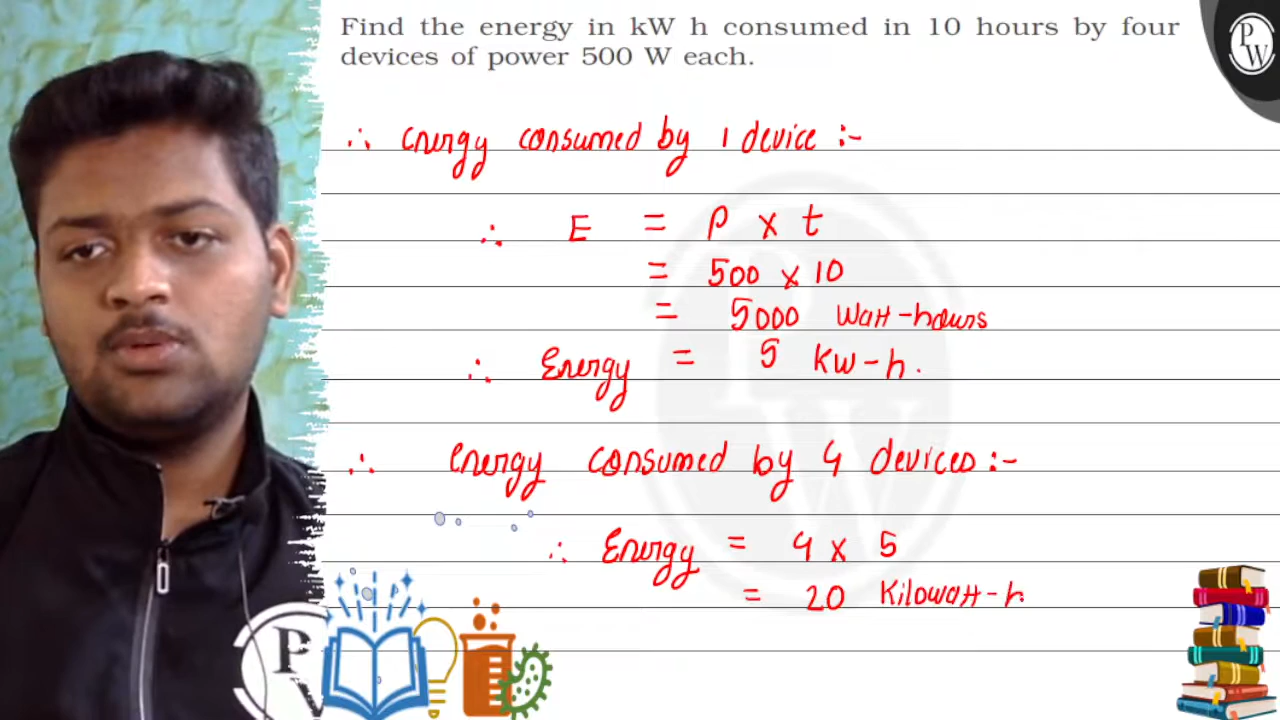 Find the energy in kW h consumed in 10 hours by four
devices of power 500 W each.
PW
∴ Energy consumed by 1 device :-
∴ E = P x t
= 500 x 10
= 5000 Watt-hours
∴ Energy = 5 Kw-h.
∴ Energy consumed by 4 devices :-
∴ Energy = 4 x 5
= 20 Kilowatt-h
PW